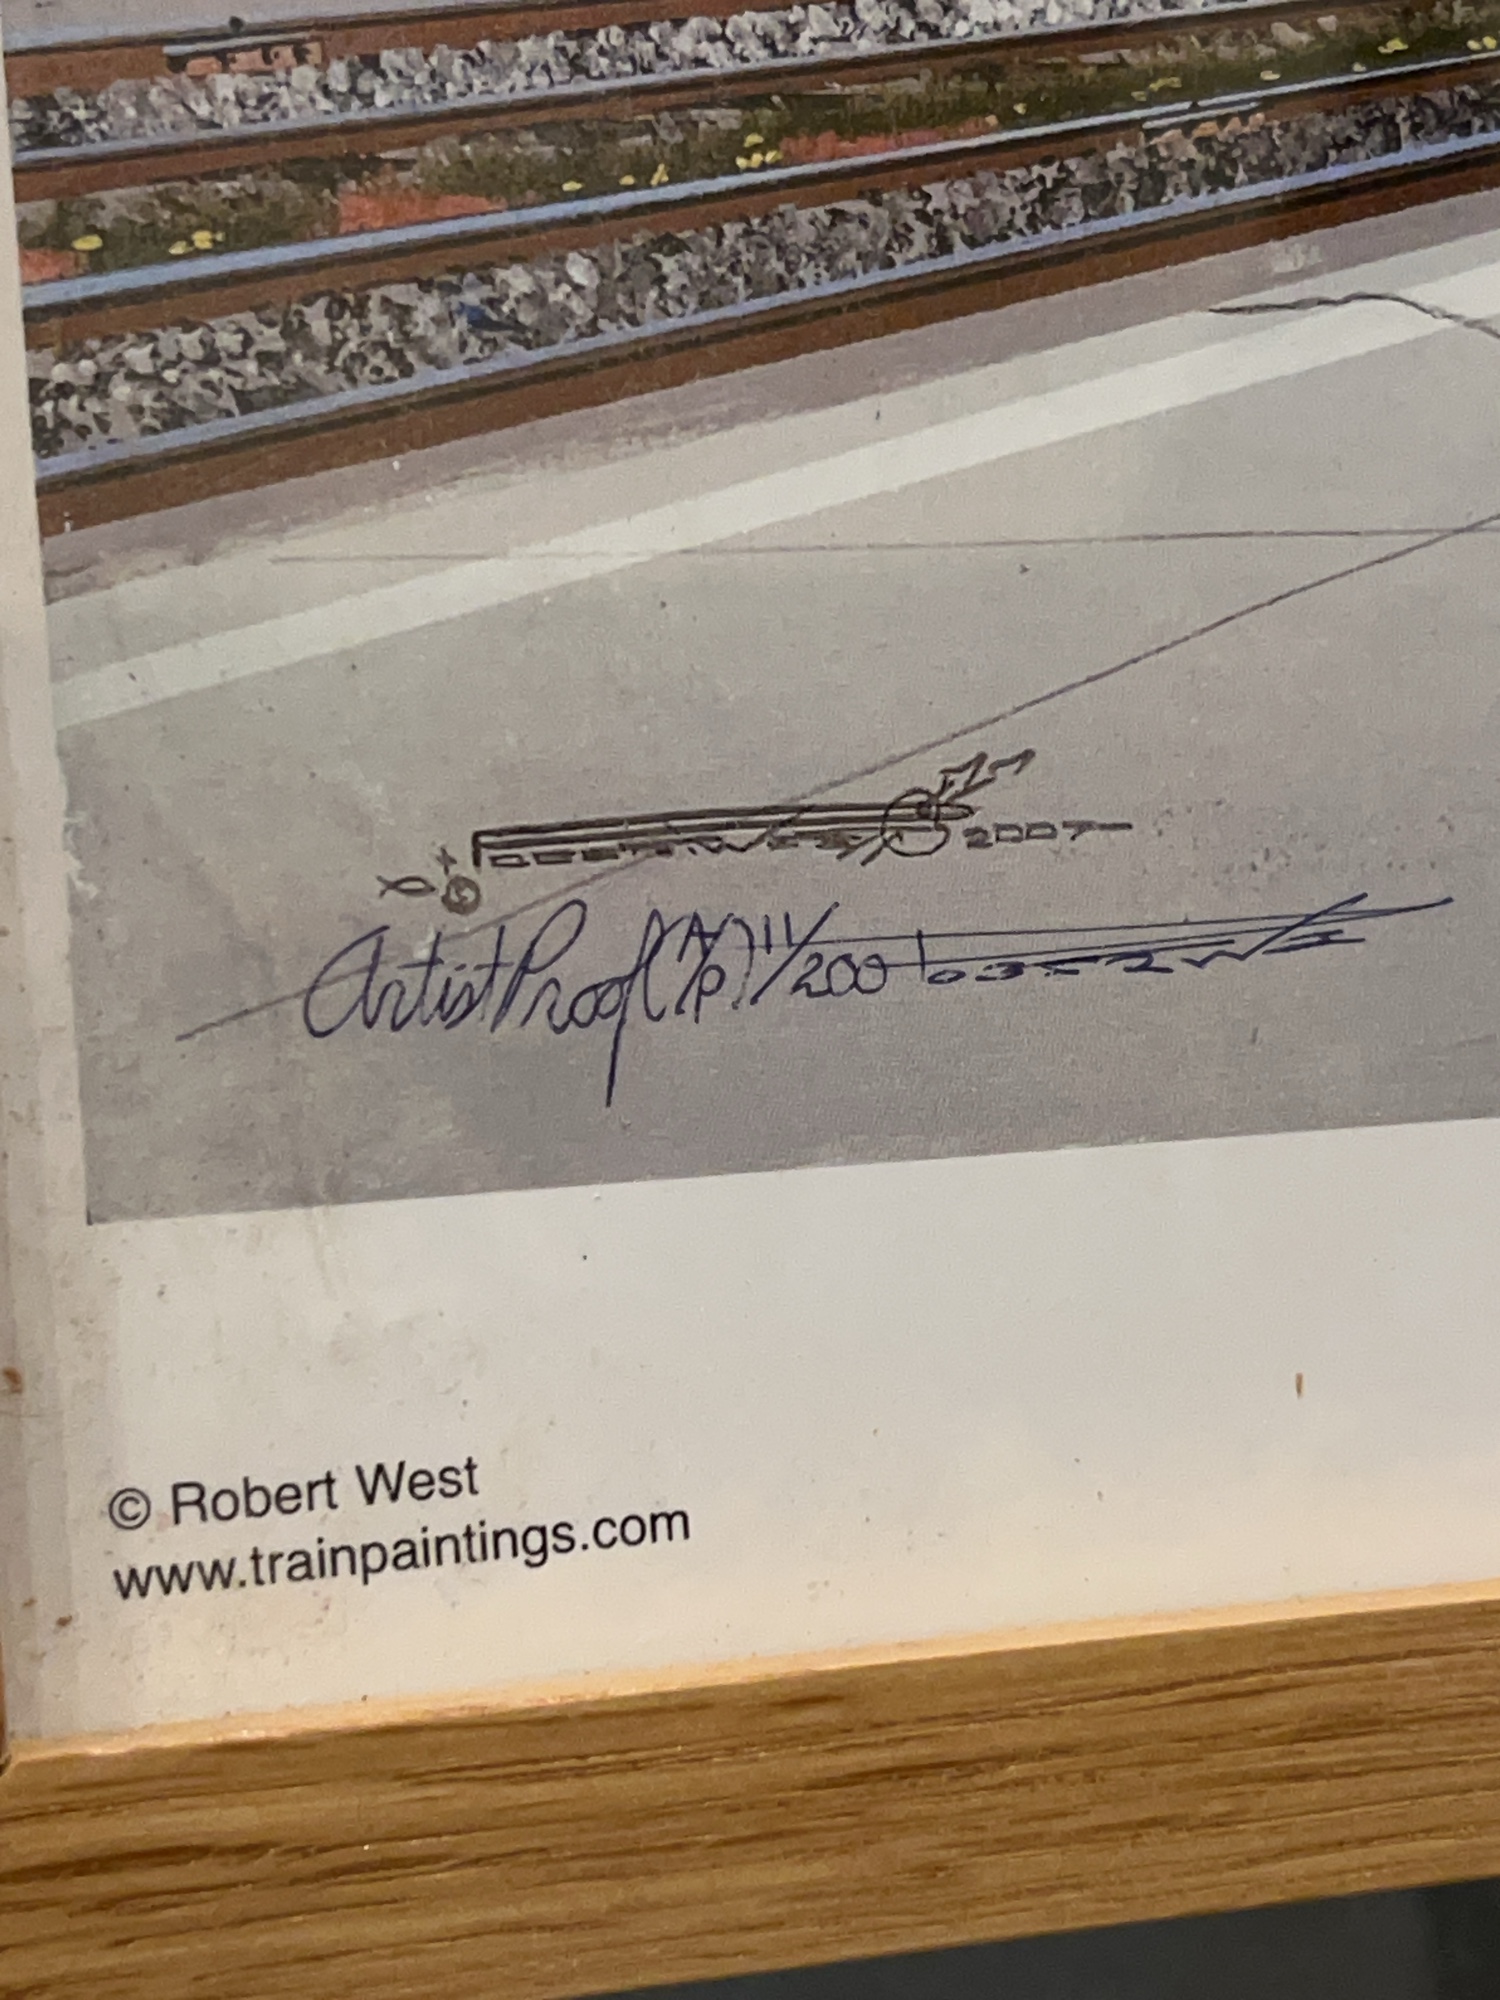 2007
Artist Proof (A/P) 11/200
© Robert West
www.trainpaintings.com